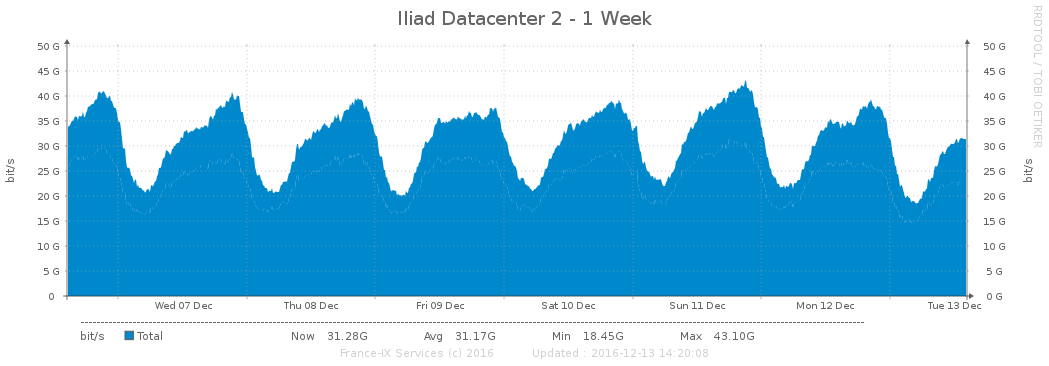 Iliad Datacenter 2 - 1 Week
RRDTOOL / TOBI OETIKER
50 G 50 G
45 G 45 G
40 G 40 G
35 G 35 G
30 G 30 G
25 G 25 G
20 G 20 G
15 G 15 G
10 G 10 G
5 G 5 G
0 0 G
bit/s bit/s
Wed 07 Dec Thu 08 Dec Fri 09 Dec Sat 10 Dec Sun 11 Dec Mon 12 Dec Tue 13 Dec
bit/s Total Now 31.28G Avg 31.17G Min 18.45G Max 43.10G
France-IX Services (c) 2016 Updated : 2016-12-13 14:20:08